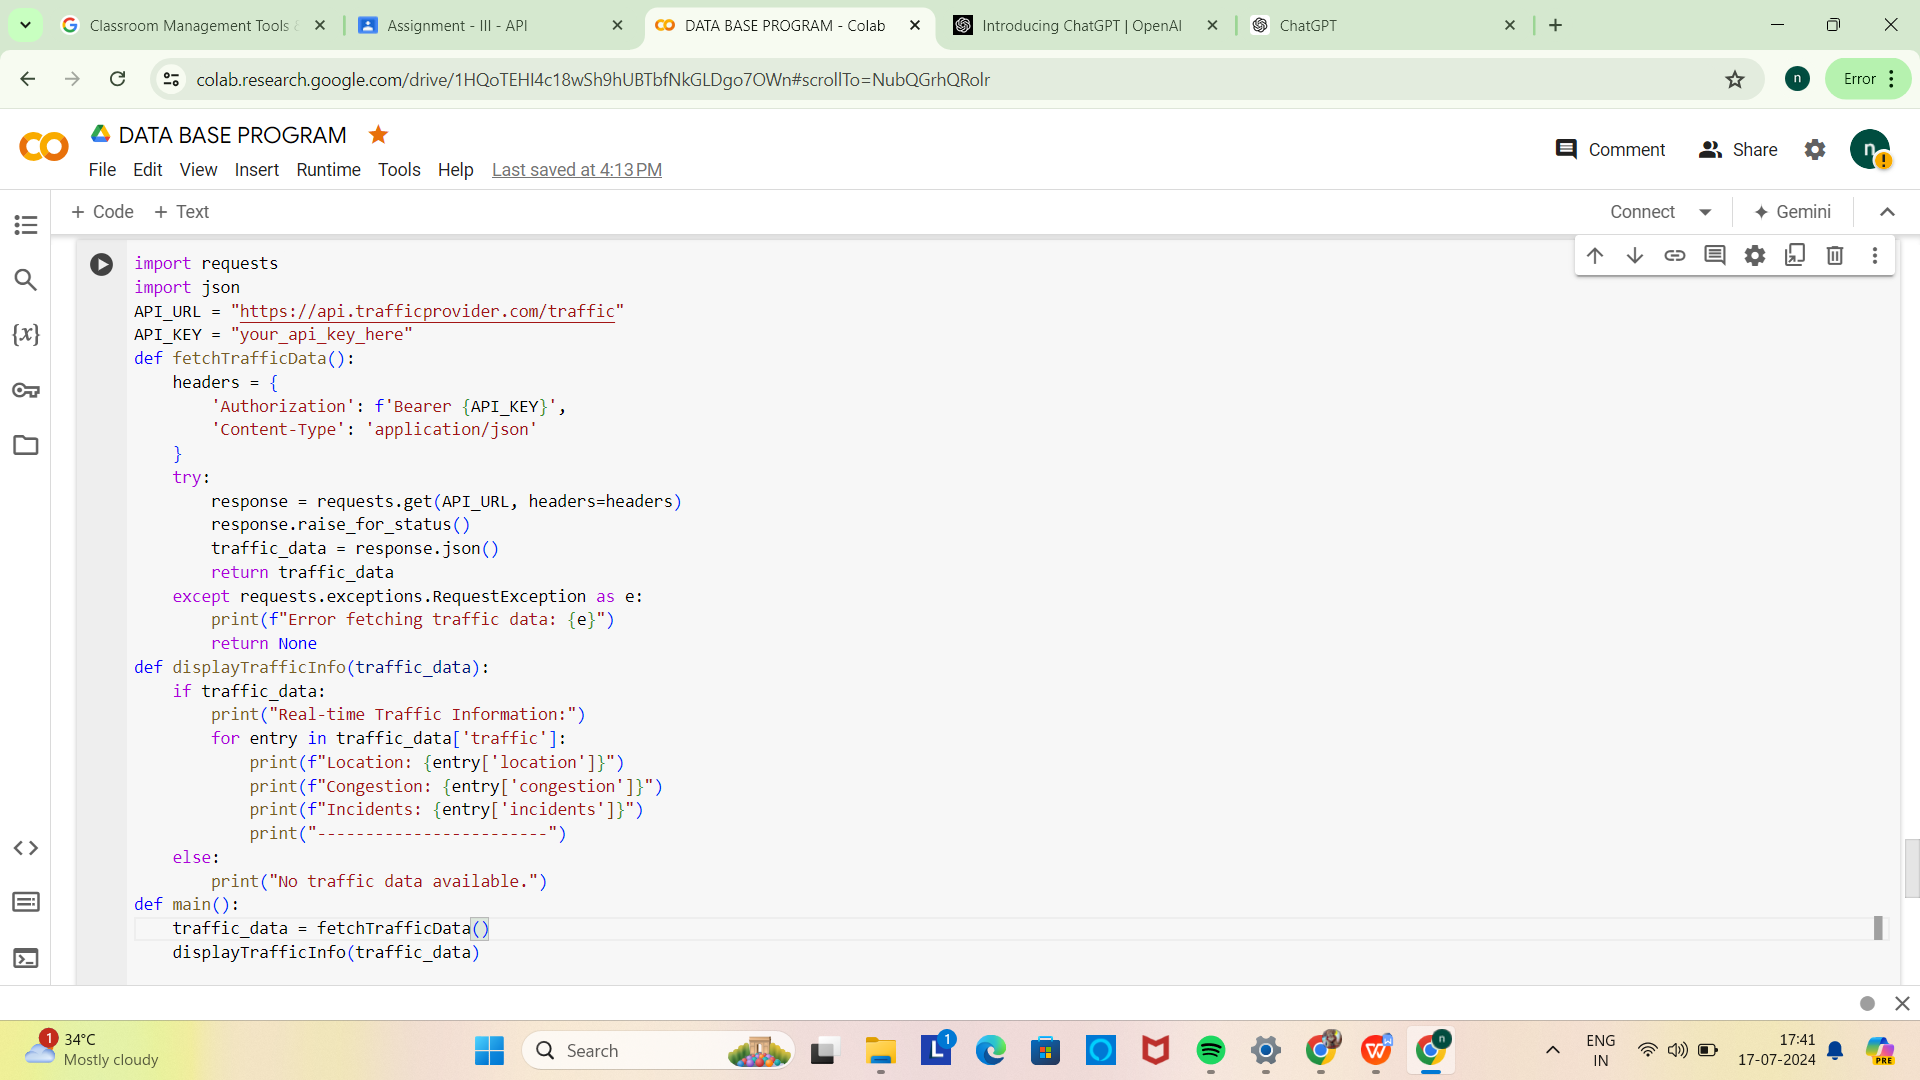 Classroom Management Tools &
Assignment - III - API
DATA BASE PROGRAM - Colab
Introducing ChatGPT | OpenAI
ChatGPT
colab.research.google.com/drive/1HQoTEHI4c18wSh9hUBTbfNkGLDgo7OWn#scrollTo=NubQGrhQRolr
n
Error
DATA BASE PROGRAM
File Edit View Insert Runtime Tools Help Last saved at 4:13 PM
Comment
Share
n
+ Code + Text
Connect
Gemini
import requests
import json
API_URL = "https://api.trafficprovider.com/traffic"
API_KEY = "your_api_key_here"
def fetchTrafficData():
    headers = {
        'Authorization': f'Bearer {API_KEY}',
        'Content-Type': 'application/json'
    }
    try:
        response = requests.get(API_URL, headers=headers)
        response.raise_for_status()
        traffic_data = response.json()
        return traffic_data
    except requests.exceptions.RequestException as e:
        print(f"Error fetching traffic data: {e}")
        return None
def displayTrafficInfo(traffic_data):
    if traffic_data:
        print("Real-time Traffic Information:")
        for entry in traffic_data['traffic']:
            print(f"Location: {entry['location']}")
            print(f"Congestion: {entry['congestion']}")
            print(f"Incidents: {entry['incidents']}")
            print("------------------------")
    else:
        print("No traffic data available.")
def main():
    traffic_data = fetchTrafficData()
    displayTrafficInfo(traffic_data)
1
34°C
Mostly cloudy
Search
L
1
n
ENG
IN
17:41
17-07-2024
PRE